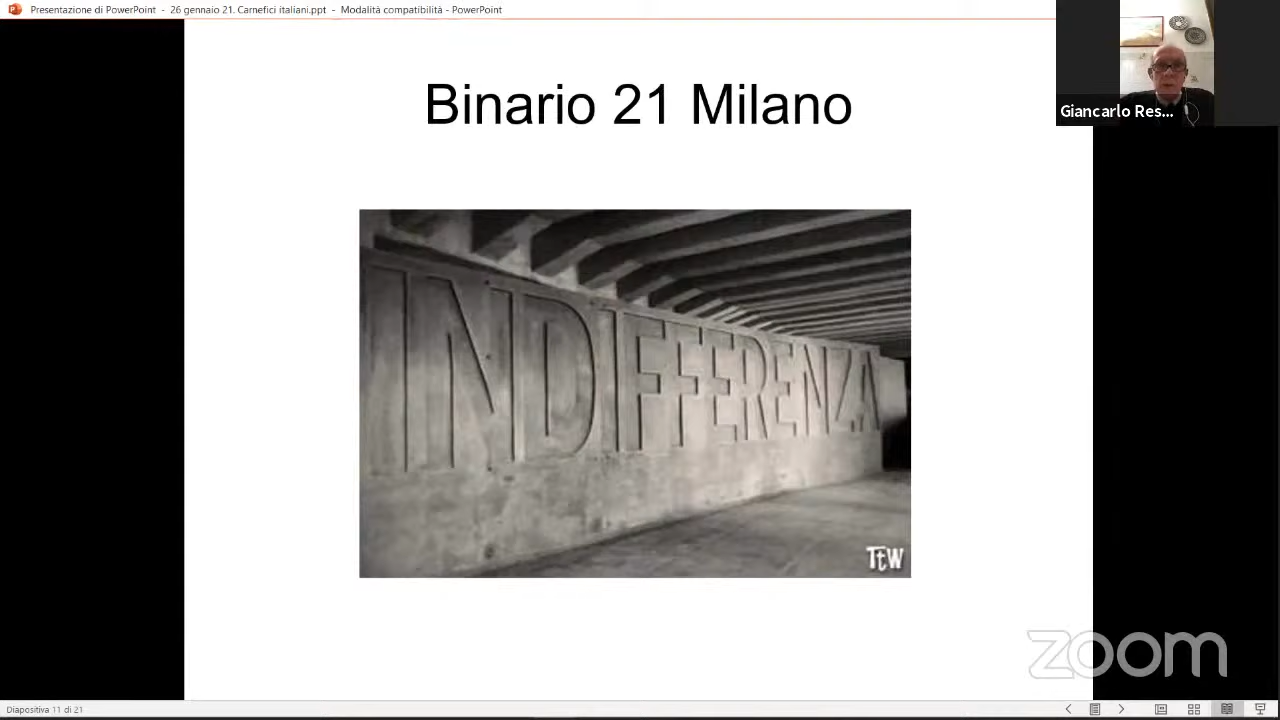 Presentazione di PowerPoint - 26 gennaio 21. Carnefici italiani.ppt - Modalità compatibilità - PowerPoint
Giancarlo Res...
Binario 21 Milano
INDIFFERENZA
TtW
zoom
Diapositiva 11 di 21